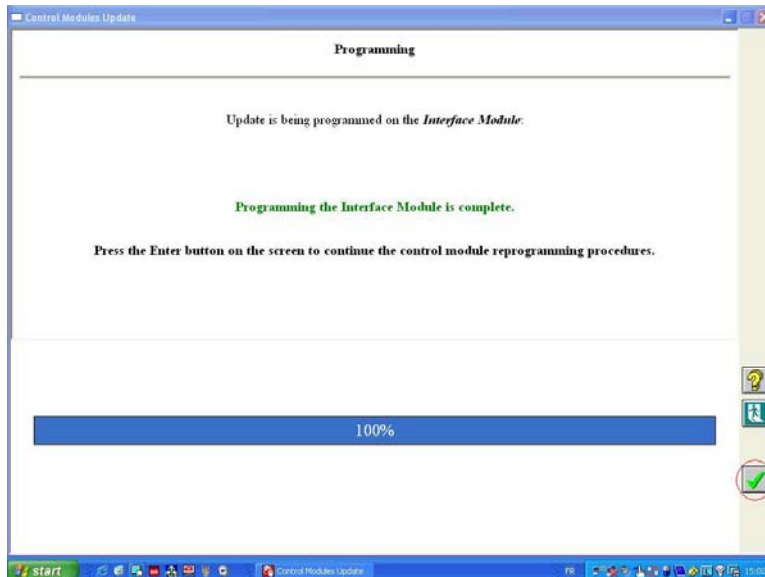 Control Modules Update
Programming
Update is being programmed on the Interface Module:
Programming the Interface Module is complete.
Press the Enter button on the screen to continue the control module reprogramming procedures.
100%
start
Control Modules Update
FR
15:02